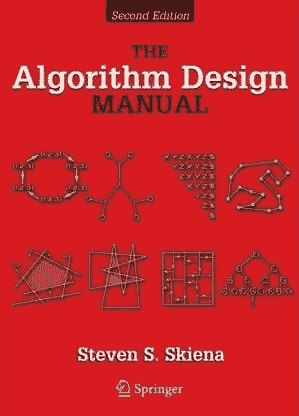 Second Edition
THE
Algorithm Design
MANUAL
Steven S. Skiena
Springer